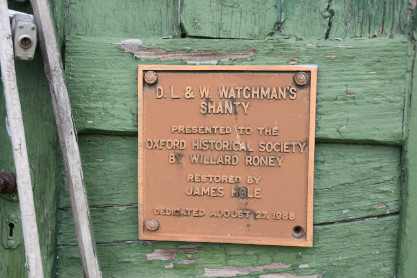 D. L. & W. WATCHMAN'S
SHANTY
PRESENTED TO THE
OXFORD HISTORICAL SOCIETY
BY WILLARD RONEY
RESTORED BY
JAMES HOLE
DEDICATED AUGUST 27, 1988